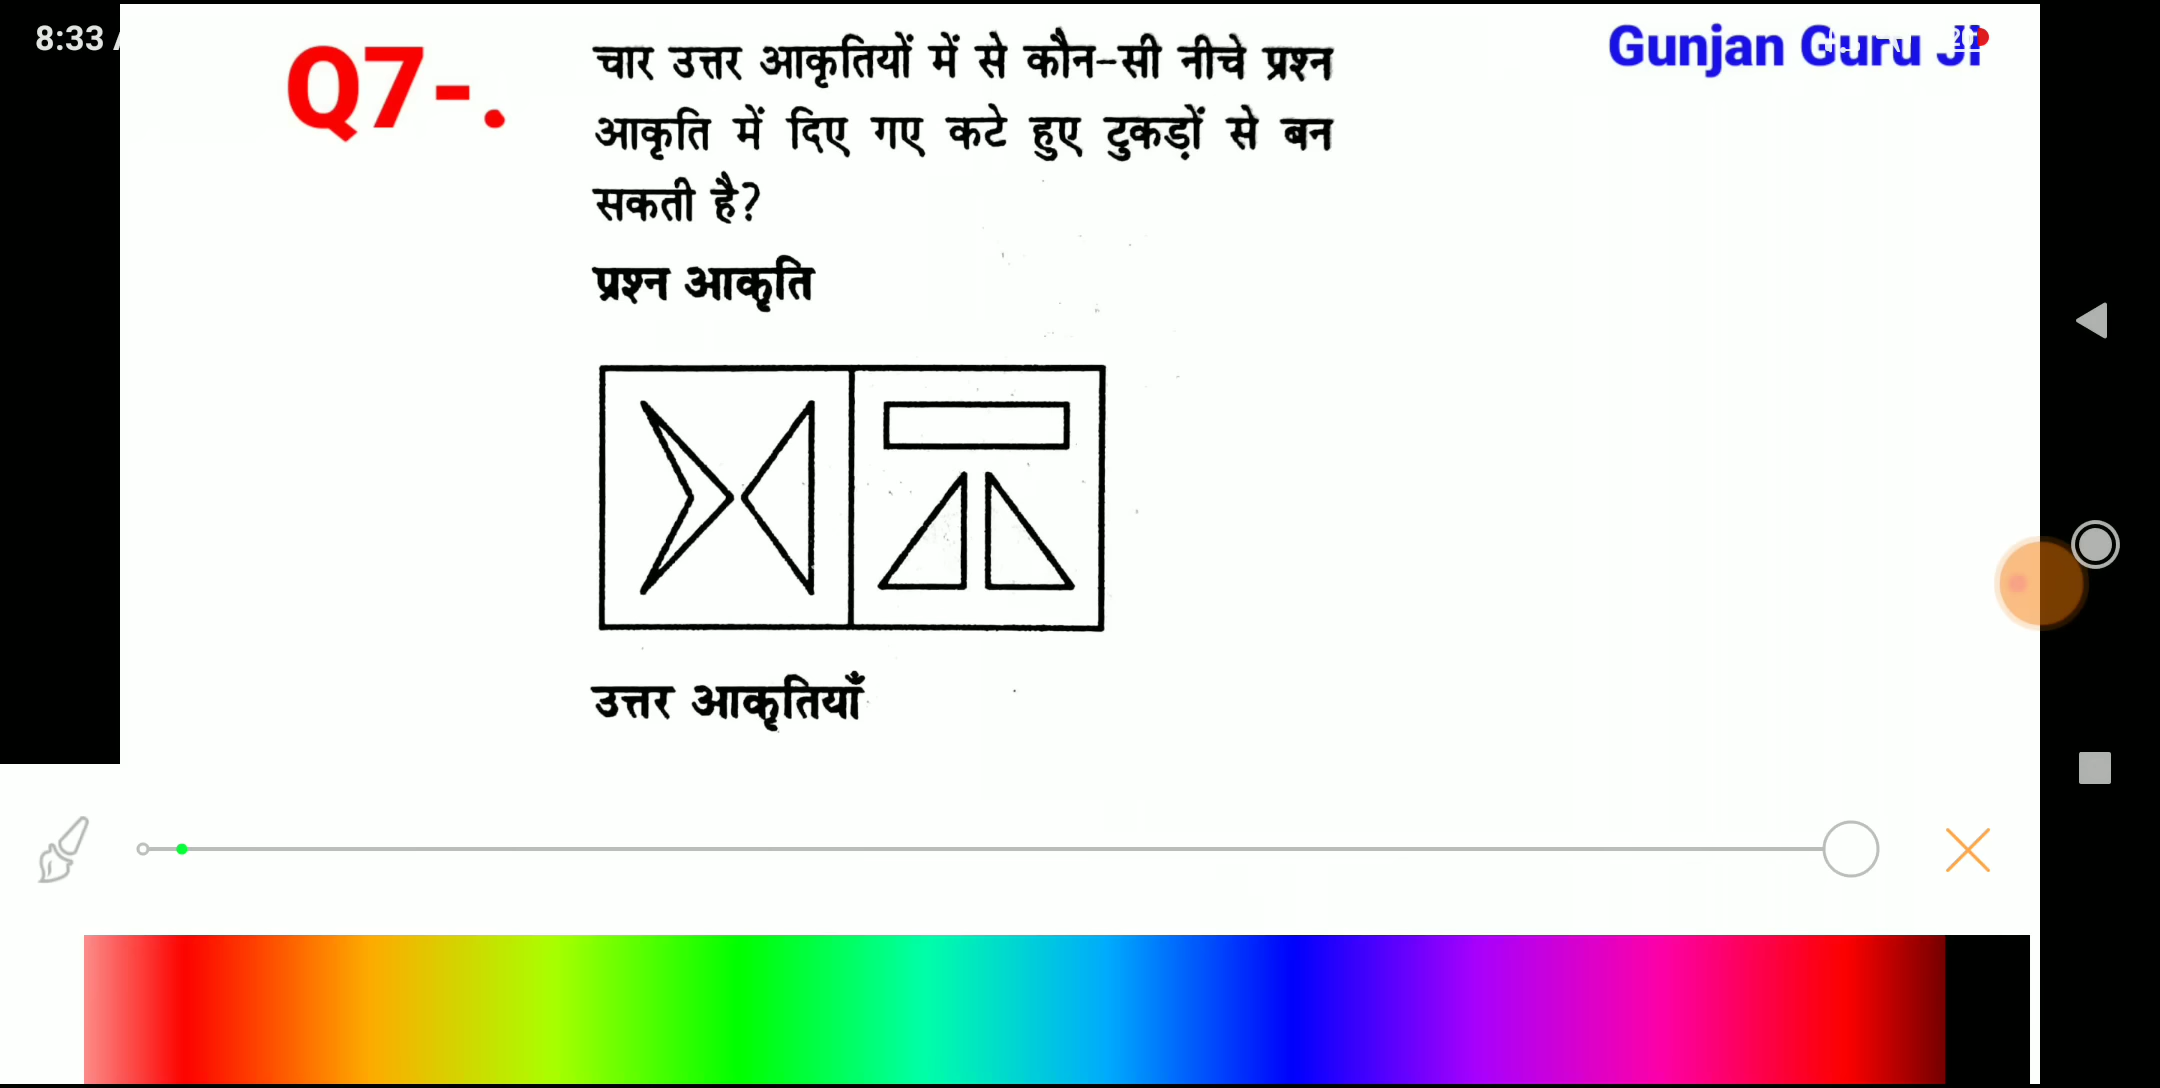 8:33
Gunjan Guru Ji
Q7-.
चार उत्तर आकृतियों में से कौन-सी नीचे प्रश्न
आकृति में दिए गए कटे हुए टुकड़ों से बन
सकती है?
प्रश्न आकृति
उत्तर आकृतियाँ